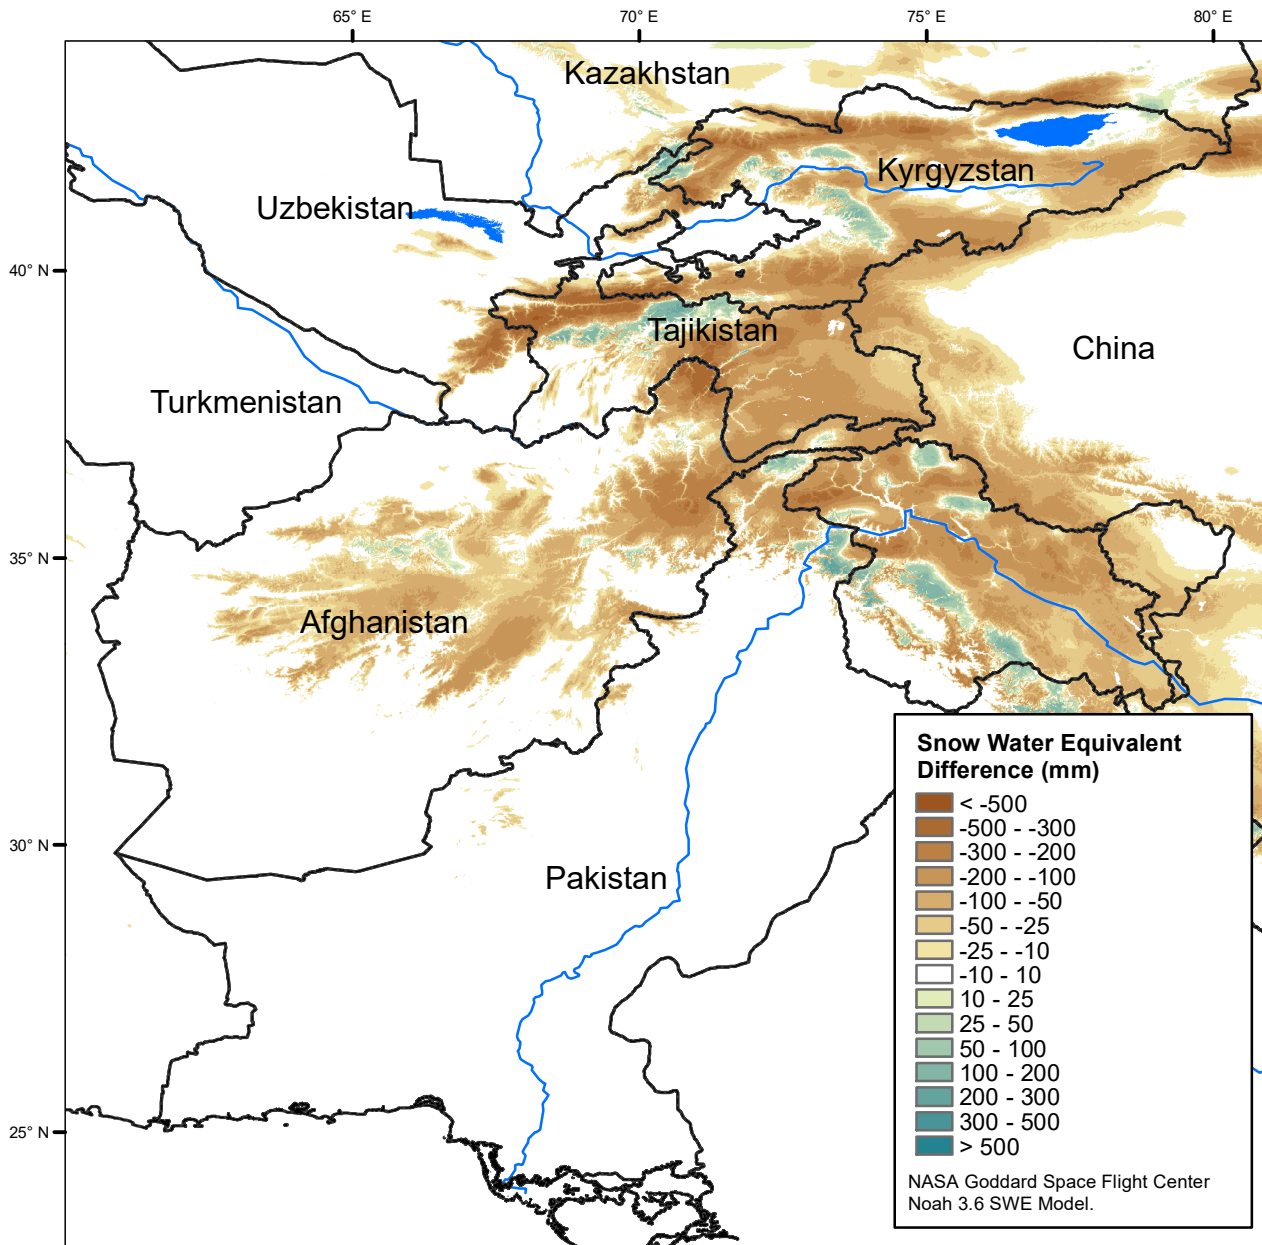 65° E
70° E
75° E
80° E
Kazakhstan
Kyrgyzstan
Uzbekistan
40° N
Tajikistan
China
Turkmenistan
35° N
Afghanistan
Snow Water Equivalent
Difference (mm)
< -500
-500 - -300
-300 - -200
-200 - -100
-100 - -50
-50 - -25
-25 - -10
-10 - 10
10 - 25
25 - 50
50 - 100
100 - 200
200 - 300
300 - 500
> 500
NASA Goddard Space Flight Center
Noah 3.6 SWE Model.
30° N
Pakistan
25° N